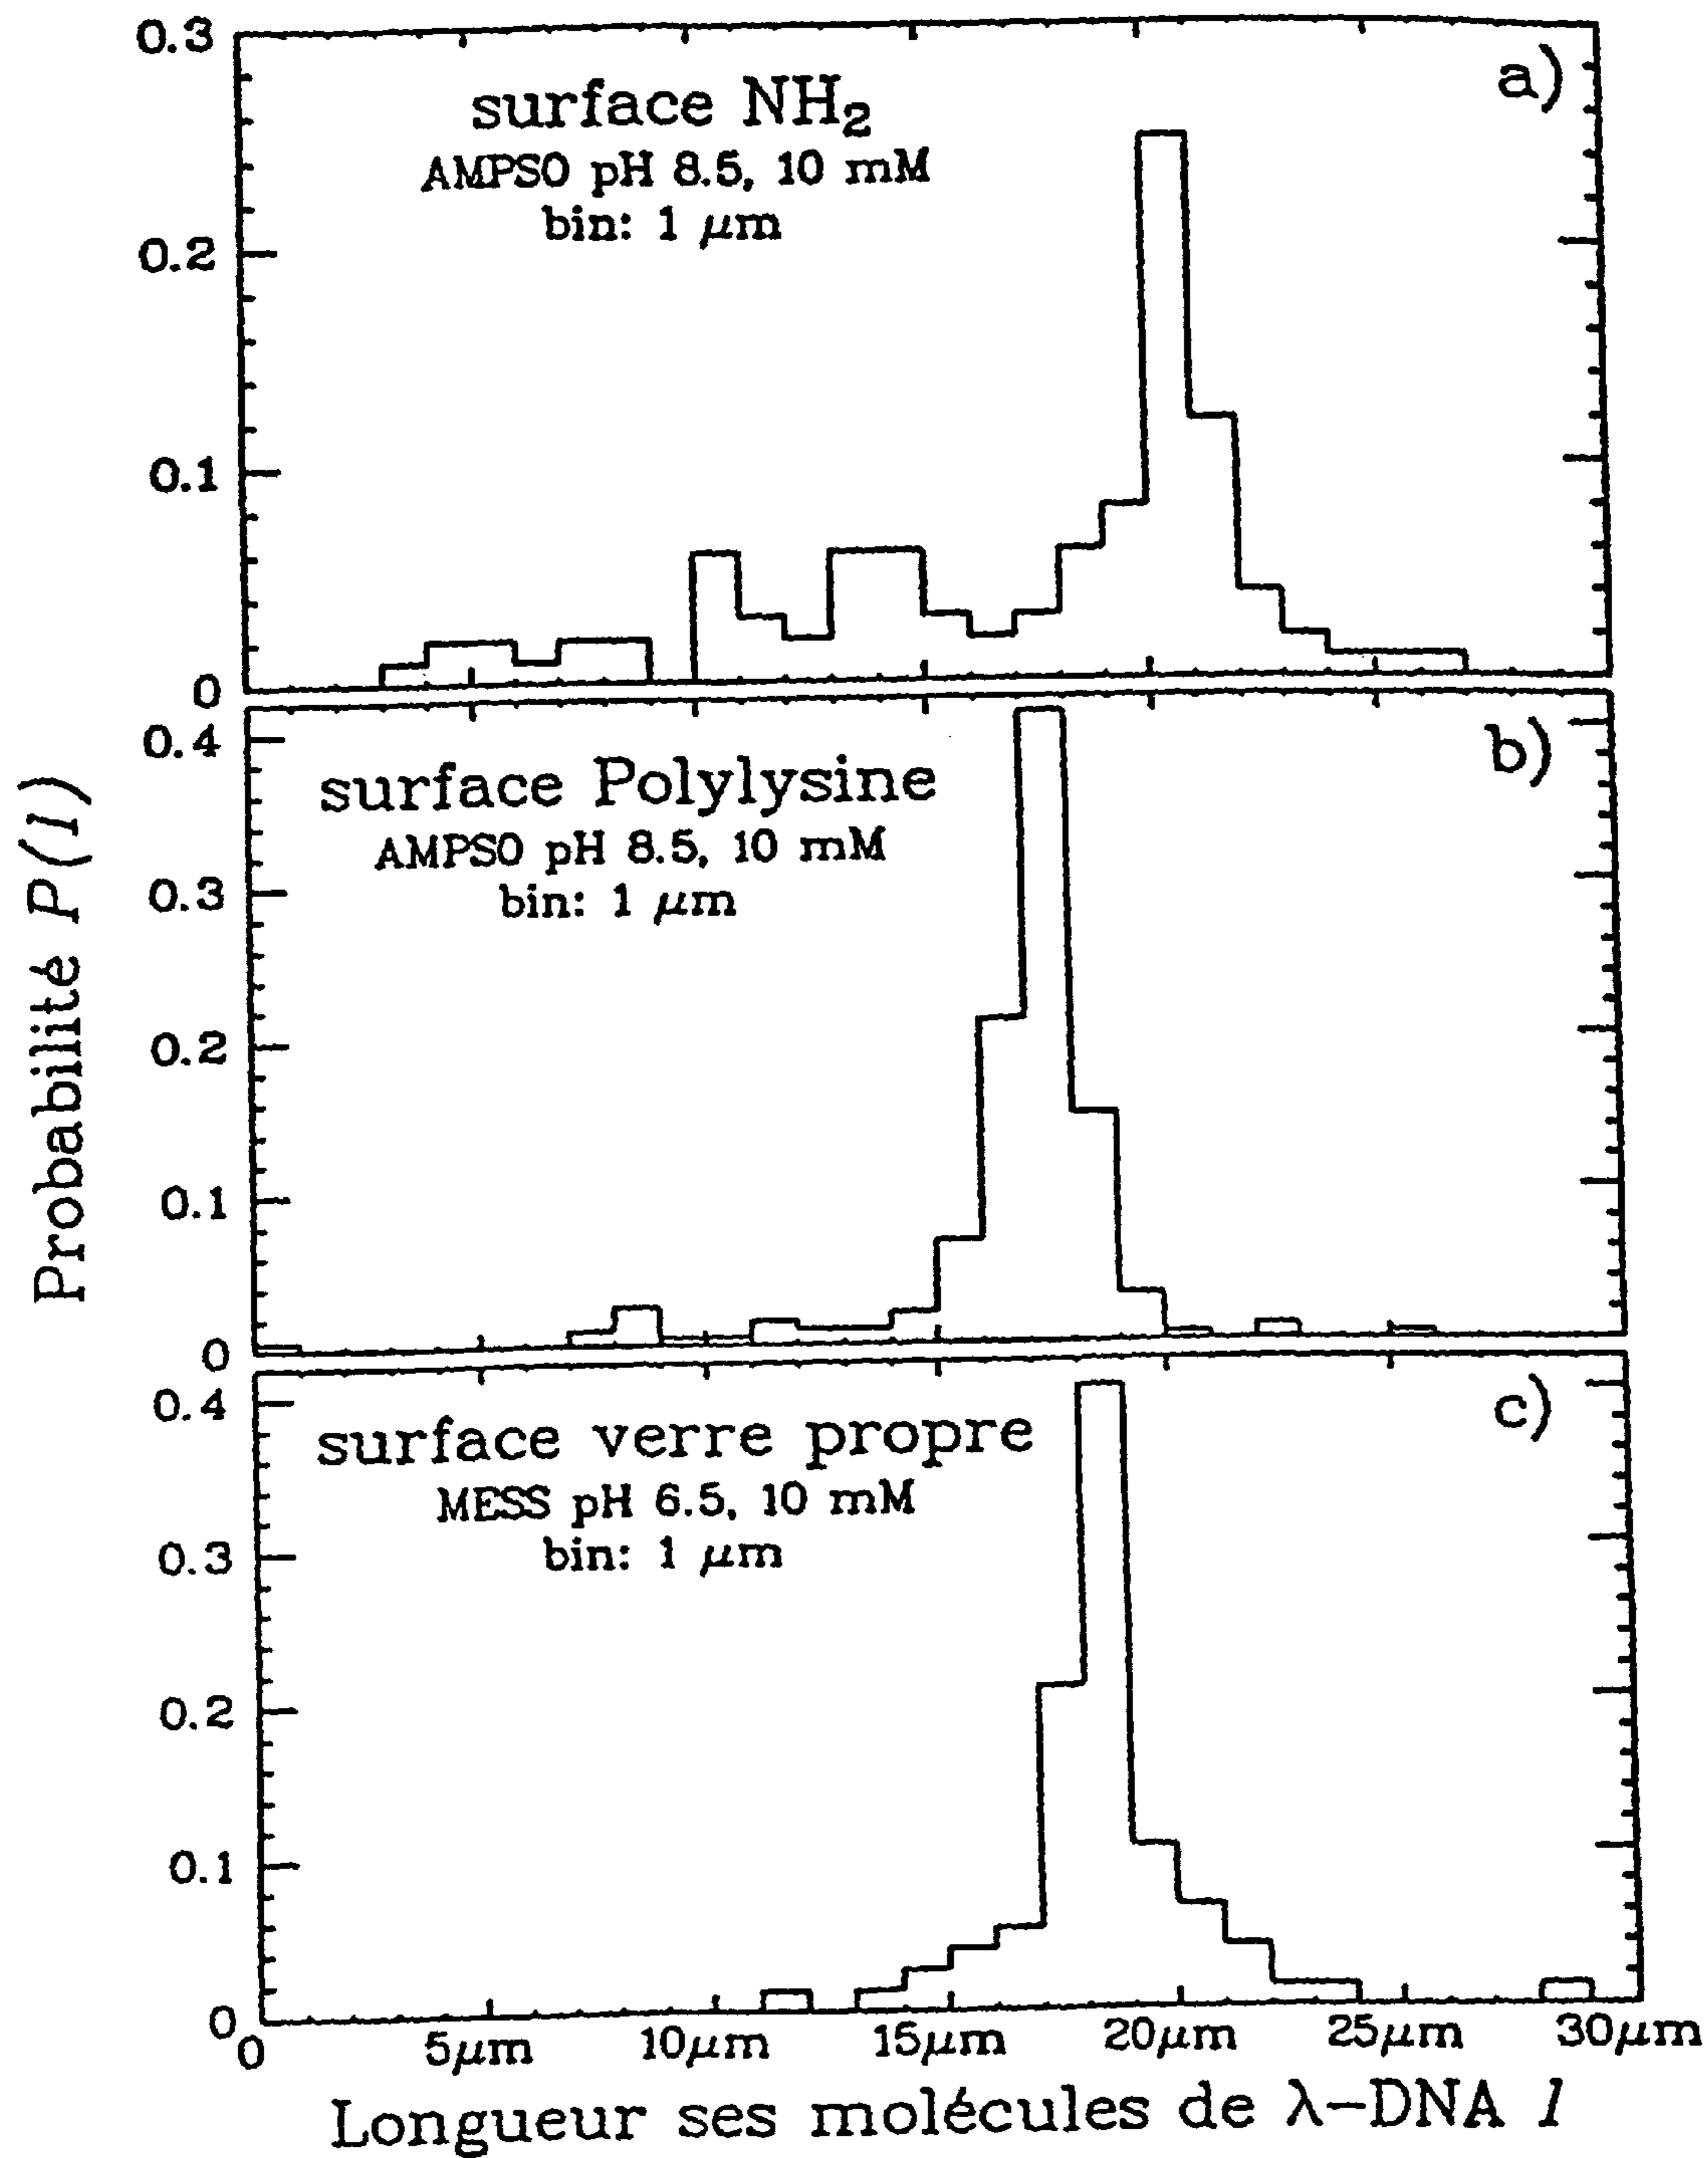 Probabilité P(l)
0.3
0.2
0.1
0
a)
surface NH₂
AMPSO pH 8.5, 10 mM
bin: 1 μm
0.4
0.3
0.2
0.1
0
b)
surface Polylysine
AMPSO pH 8.5, 10 mM
bin: 1 μm
0.4
0.3
0.2
0.1
0
c)
surface verre propre
MESS pH 6.5, 10 mM
bin: 1 μm
0 5μm 10μm 15μm 20μm 25μm 30μm
Longueur ses molécules de λ-DNA l